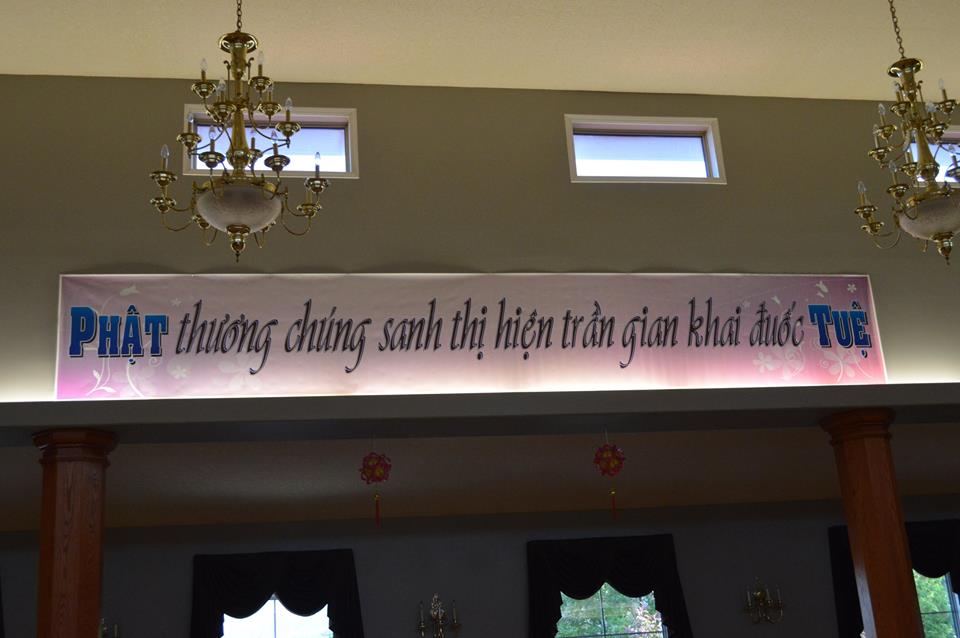 PHẬT thương chúng sanh thị hiện trần gian khai đuốc TUỆ